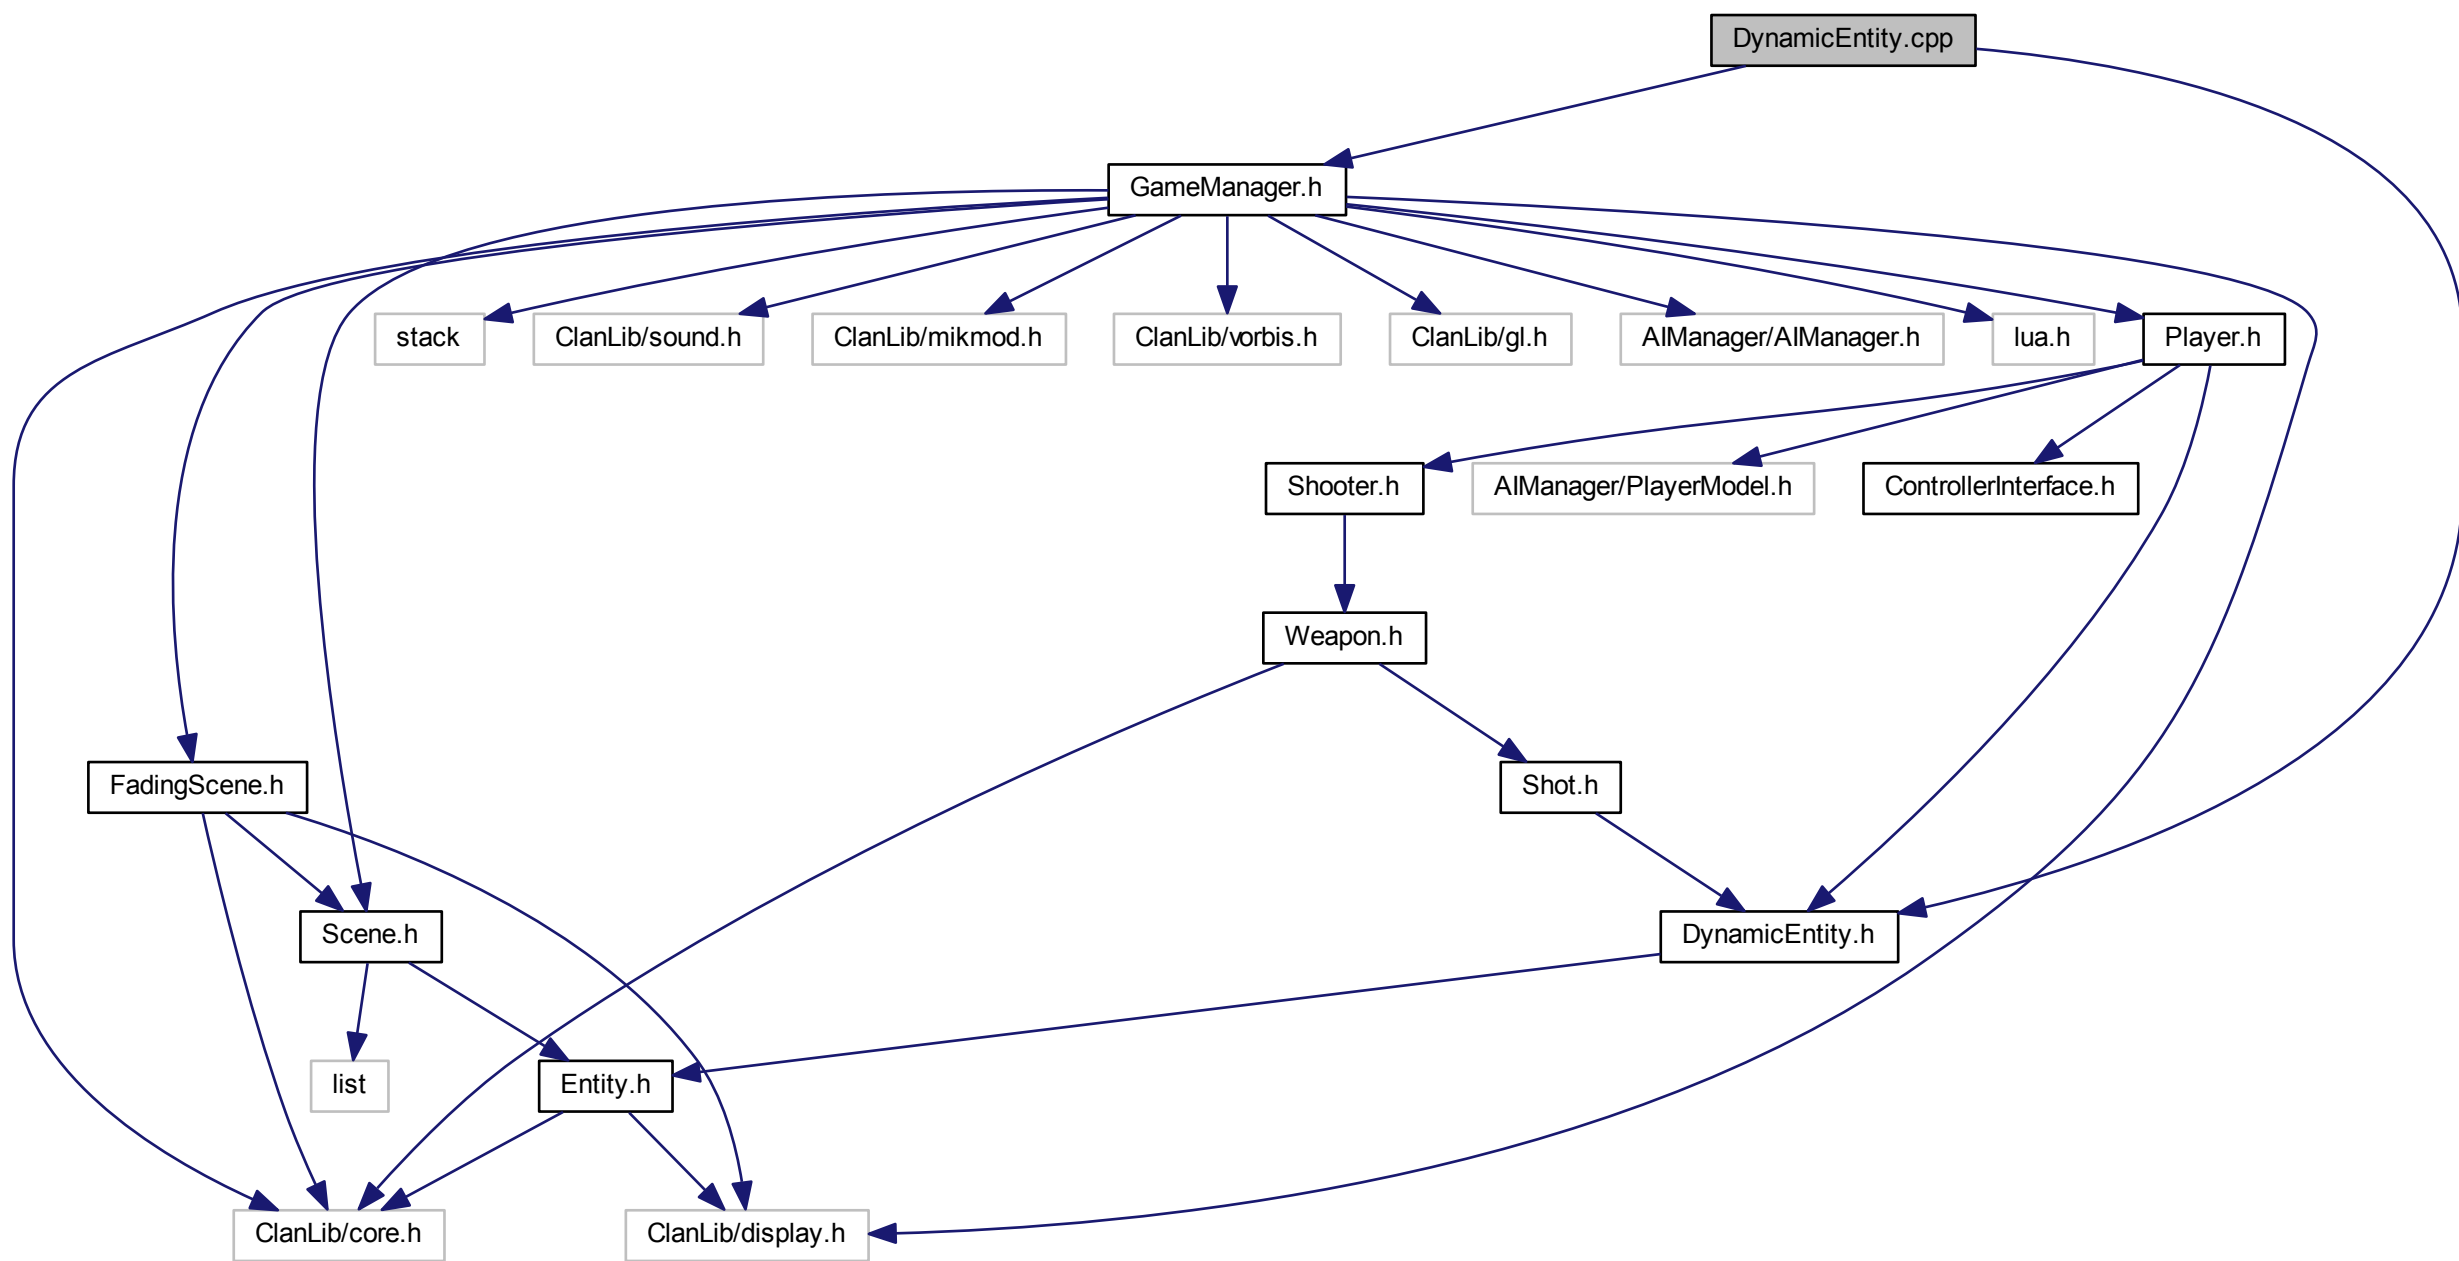 DynamicEntity.cpp
GameManager.h
stack
ClanLib/sound.h
ClanLib/mikmod.h
ClanLib/vorbis.h
ClanLib/gl.h
AIManager/AIManager.h
lua.h
Player.h
Shooter.h
AIManager/PlayerModel.h
ControllerInterface.h
Weapon.h
FadingScene.h
Shot.h
Scene.h
DynamicEntity.h
list
Entity.h
ClanLib/core.h
ClanLib/display.h